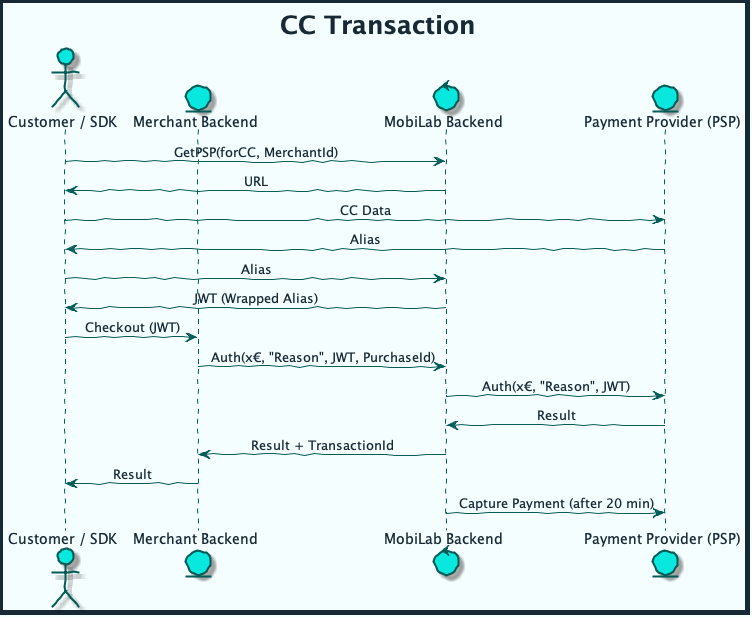 CC Transaction
Customer / SDK
Merchant Backend
MobiLab Backend
Payment Provider (PSP)
GetPSP(forCC, MerchantId)
URL
CC Data
Alias
Alias
JWT (Wrapped Alias)
Checkout (JWT)
Auth(x€, "Reason", JWT, PurchaseId)
Auth(x€, "Reason", JWT)
Result
Result + TransactionId
Result
Capture Payment (after 20 min)
Customer / SDK
Merchant Backend
MobiLab Backend
Payment Provider (PSP)